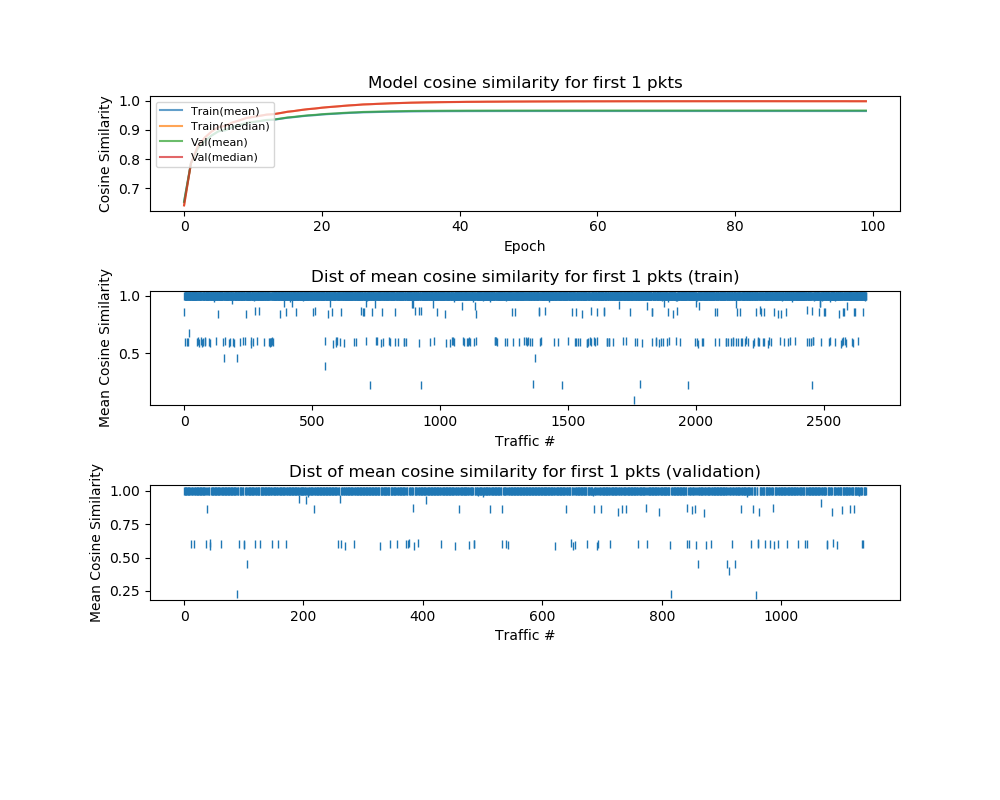 Model cosine similarity for first 1 pkts
Cosine Similarity
1.0
0.9
0.8
0.7
Train(mean)
Train(median)
Val(mean)
Val(median)
0 20 40 60 80 100
Epoch
Dist of mean cosine similarity for first 1 pkts (train)
Mean Cosine Similarity
1.0
0.5
0 500 1000 1500 2000 2500
Traffic #
Dist of mean cosine similarity for first 1 pkts (validation)
Mean Cosine Similarity
1.00
0.75
0.50
0.25
0 200 400 600 800 1000
Traffic #